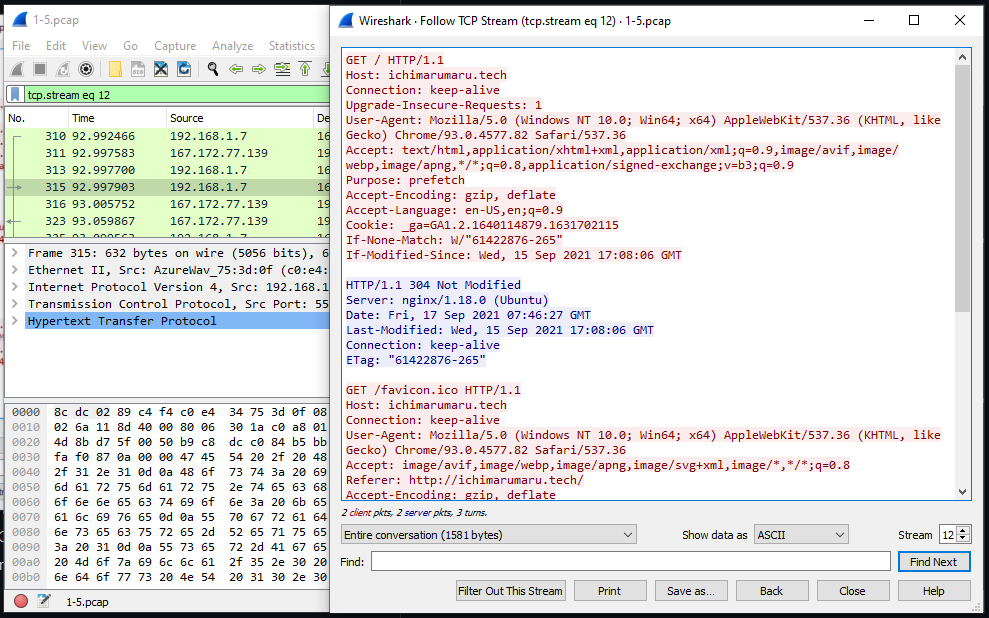 1-5.pcap
File Edit View Go Capture Analyze Statistics
tcp.stream eq 12
No. Time Source De
310 92.992466 192.168.1.7 16
311 92.997583 167.172.77.139 19
313 92.997700 192.168.1.7 16
315 92.997903 192.168.1.7 16
316 93.005752 192.168.1.7 16
323 93.059867 167.172.77.139 19
Frame 315: 632 bytes on wire (5056 bits), 6
Ethernet II, Src: AzureWav_75:3d:0f (c0:e4:
Internet Protocol Version 4, Src: 192.168.1
Transmission Control Protocol, Src Port: 55
Hypertext Transfer Protocol
0000 8c dc 02 89 c4 f4 c0 e4 34 75 3d 0f 08
0010 02 6a 11 8d 40 00 80 06 30 1a c0 a8 01
0020 4d 8b d7 5f 00 50 b9 c8 dc c0 84 b5 bb
0030 fa f0 87 0a 00 00 47 45 54 20 2f 20 48
0040 2f 31 2e 31 0d 0a 48 6f 73 74 3a 20 69
0050 6d 61 72 75 6d 61 72 75 2e 74 65 63 68
0060 6f 6e 6e 65 63 74 69 6f 6e 3a 20 6b 65
0070 61 6c 69 76 65 0d 0a 55 70 67 72 61 64
0080 6e 73 65 63 75 72 65 2d 52 65 71 75 65
0090 3a 20 31 0d 0a 55 73 65 72 2d 41 67 65
00a0 20 4d 6f 7a 69 6c 6c 61 2f 35 2e 30 20
00b0 6e 64 6f 77 73 20 4e 54 20 31 30 2e 30
1-5.pcap
Wireshark · Follow TCP Stream (tcp.stream eq 12) · 1-5.pcap
GET / HTTP/1.1
Host: ichimarumaru.tech
Connection: keep-alive
Upgrade-Insecure-Requests: 1
User-Agent: Mozilla/5.0 (Windows NT 10.0; Win64; x64) AppleWebKit/537.36 (KHTML, like
Gecko) Chrome/93.0.4577.82 Safari/537.36
Accept: text/html,application/xhtml+xml,application/xml;q=0.9,image/avif,image/
webp,image/apng,*/*;q=0.8,application/signed-exchange;v=b3;q=0.9
Purpose: prefetch
Accept-Encoding: gzip, deflate
Accept-Language: en-US,en;q=0.9
Cookie: _ga=GA1.2.1640114879.1631702115
If-None-Match: W/"61422876-265"
If-Modified-Since: Wed, 15 Sep 2021 17:08:06 GMT
HTTP/1.1 304 Not Modified
Server: nginx/1.18.0 (Ubuntu)
Date: Fri, 17 Sep 2021 07:46:27 GMT
Last-Modified: Wed, 15 Sep 2021 17:08:06 GMT
Connection: keep-alive
ETag: "61422876-265"
GET /favicon.ico HTTP/1.1
Host: ichimarumaru.tech
Connection: keep-alive
User-Agent: Mozilla/5.0 (Windows NT 10.0; Win64; x64) AppleWebKit/537.36 (KHTML, like
Gecko) Chrome/93.0.4577.82 Safari/537.36
Accept: image/avif,image/webp,image/apng,image/svg+xml,image/*,*/*;q=0.8
Referer: http://ichimarumaru.tech/
Accept-Encoding: gzip, deflate
2 client pkts, 2 server pkts, 3 turns.
Entire conversation (1581 bytes) Show data as ASCII Stream 12
Find: Find Next
Filter Out This Stream Print Save as... Back Close Help